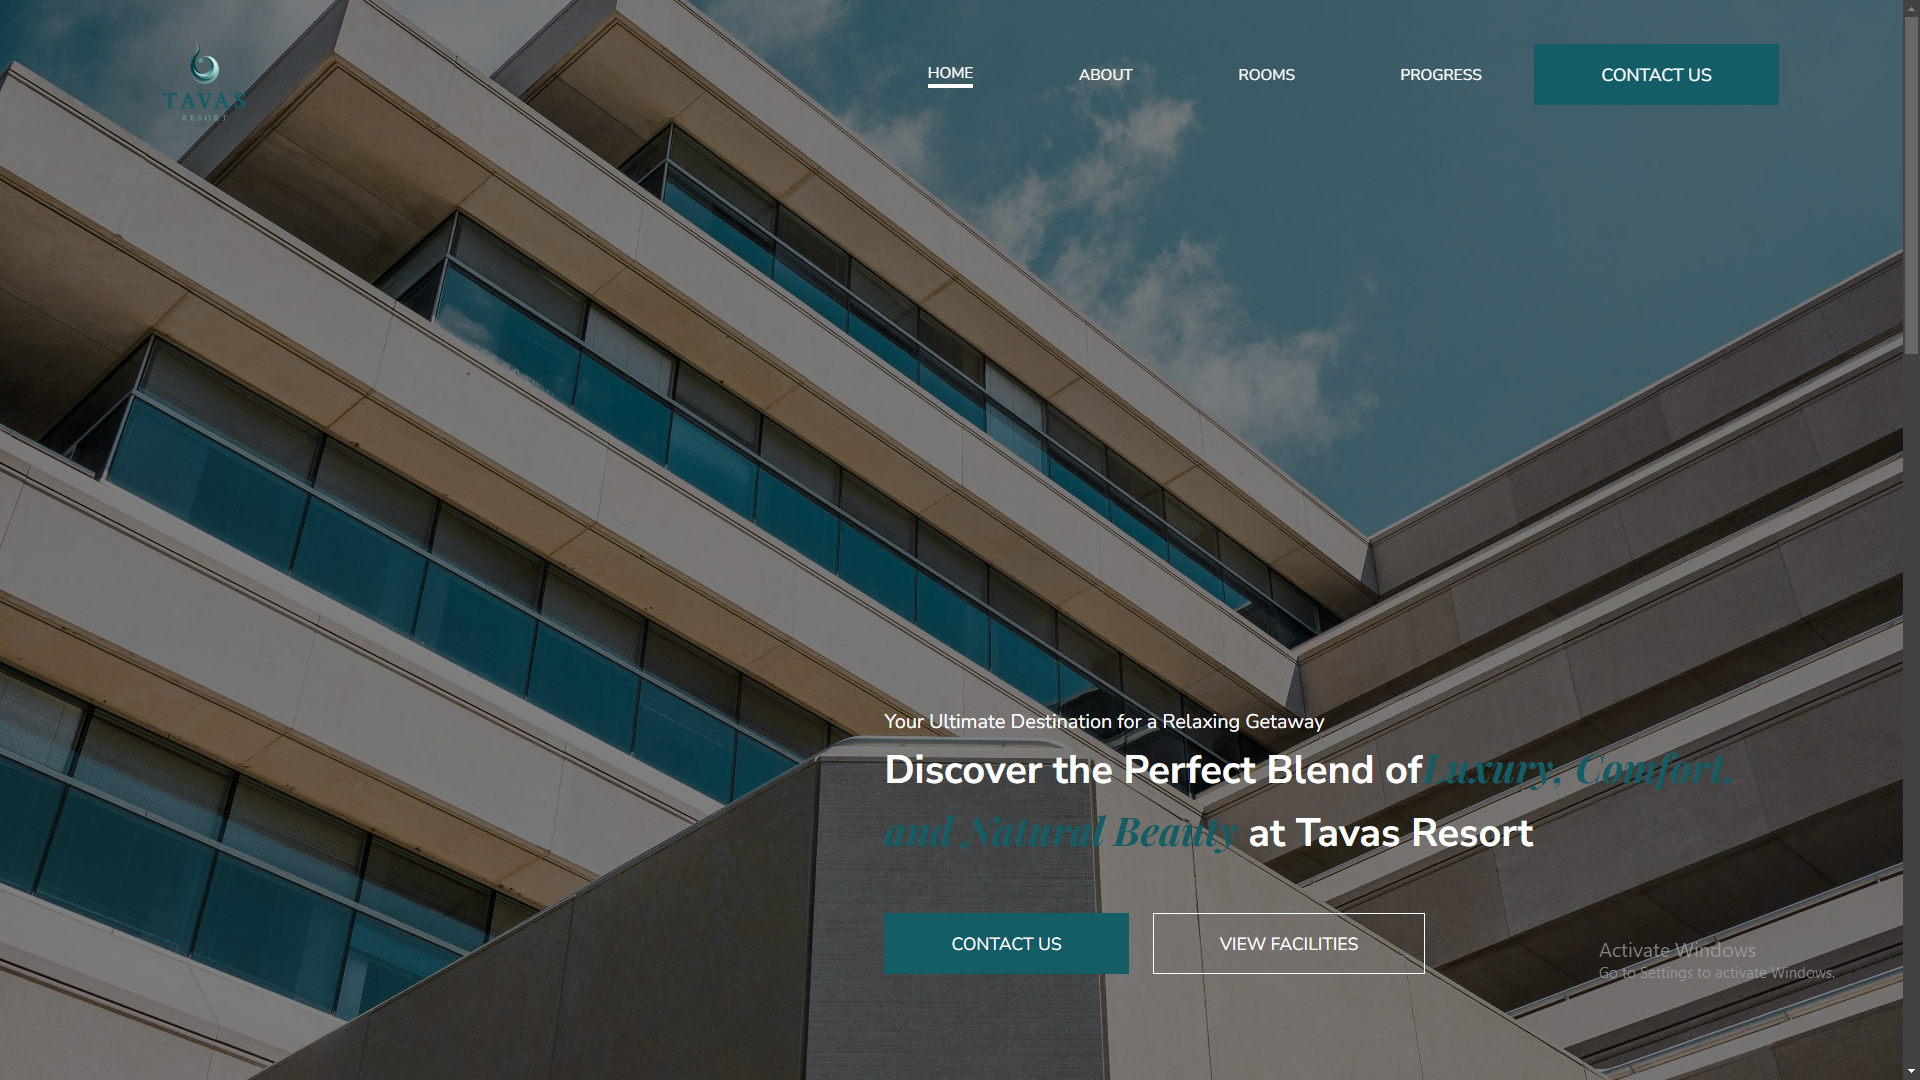 TAVAS
RESORT
HOME
ABOUT
ROOMS
PROGRESS
CONTACT US
Your Ultimate Destination for a Relaxing Getaway
Discover the Perfect Blend of Luxury, Comfort,
and Natural Beauty at Tavas Resort
CONTACT US
VIEW FACILITIES
Activate Windows
Go to Settings to activate Windows.